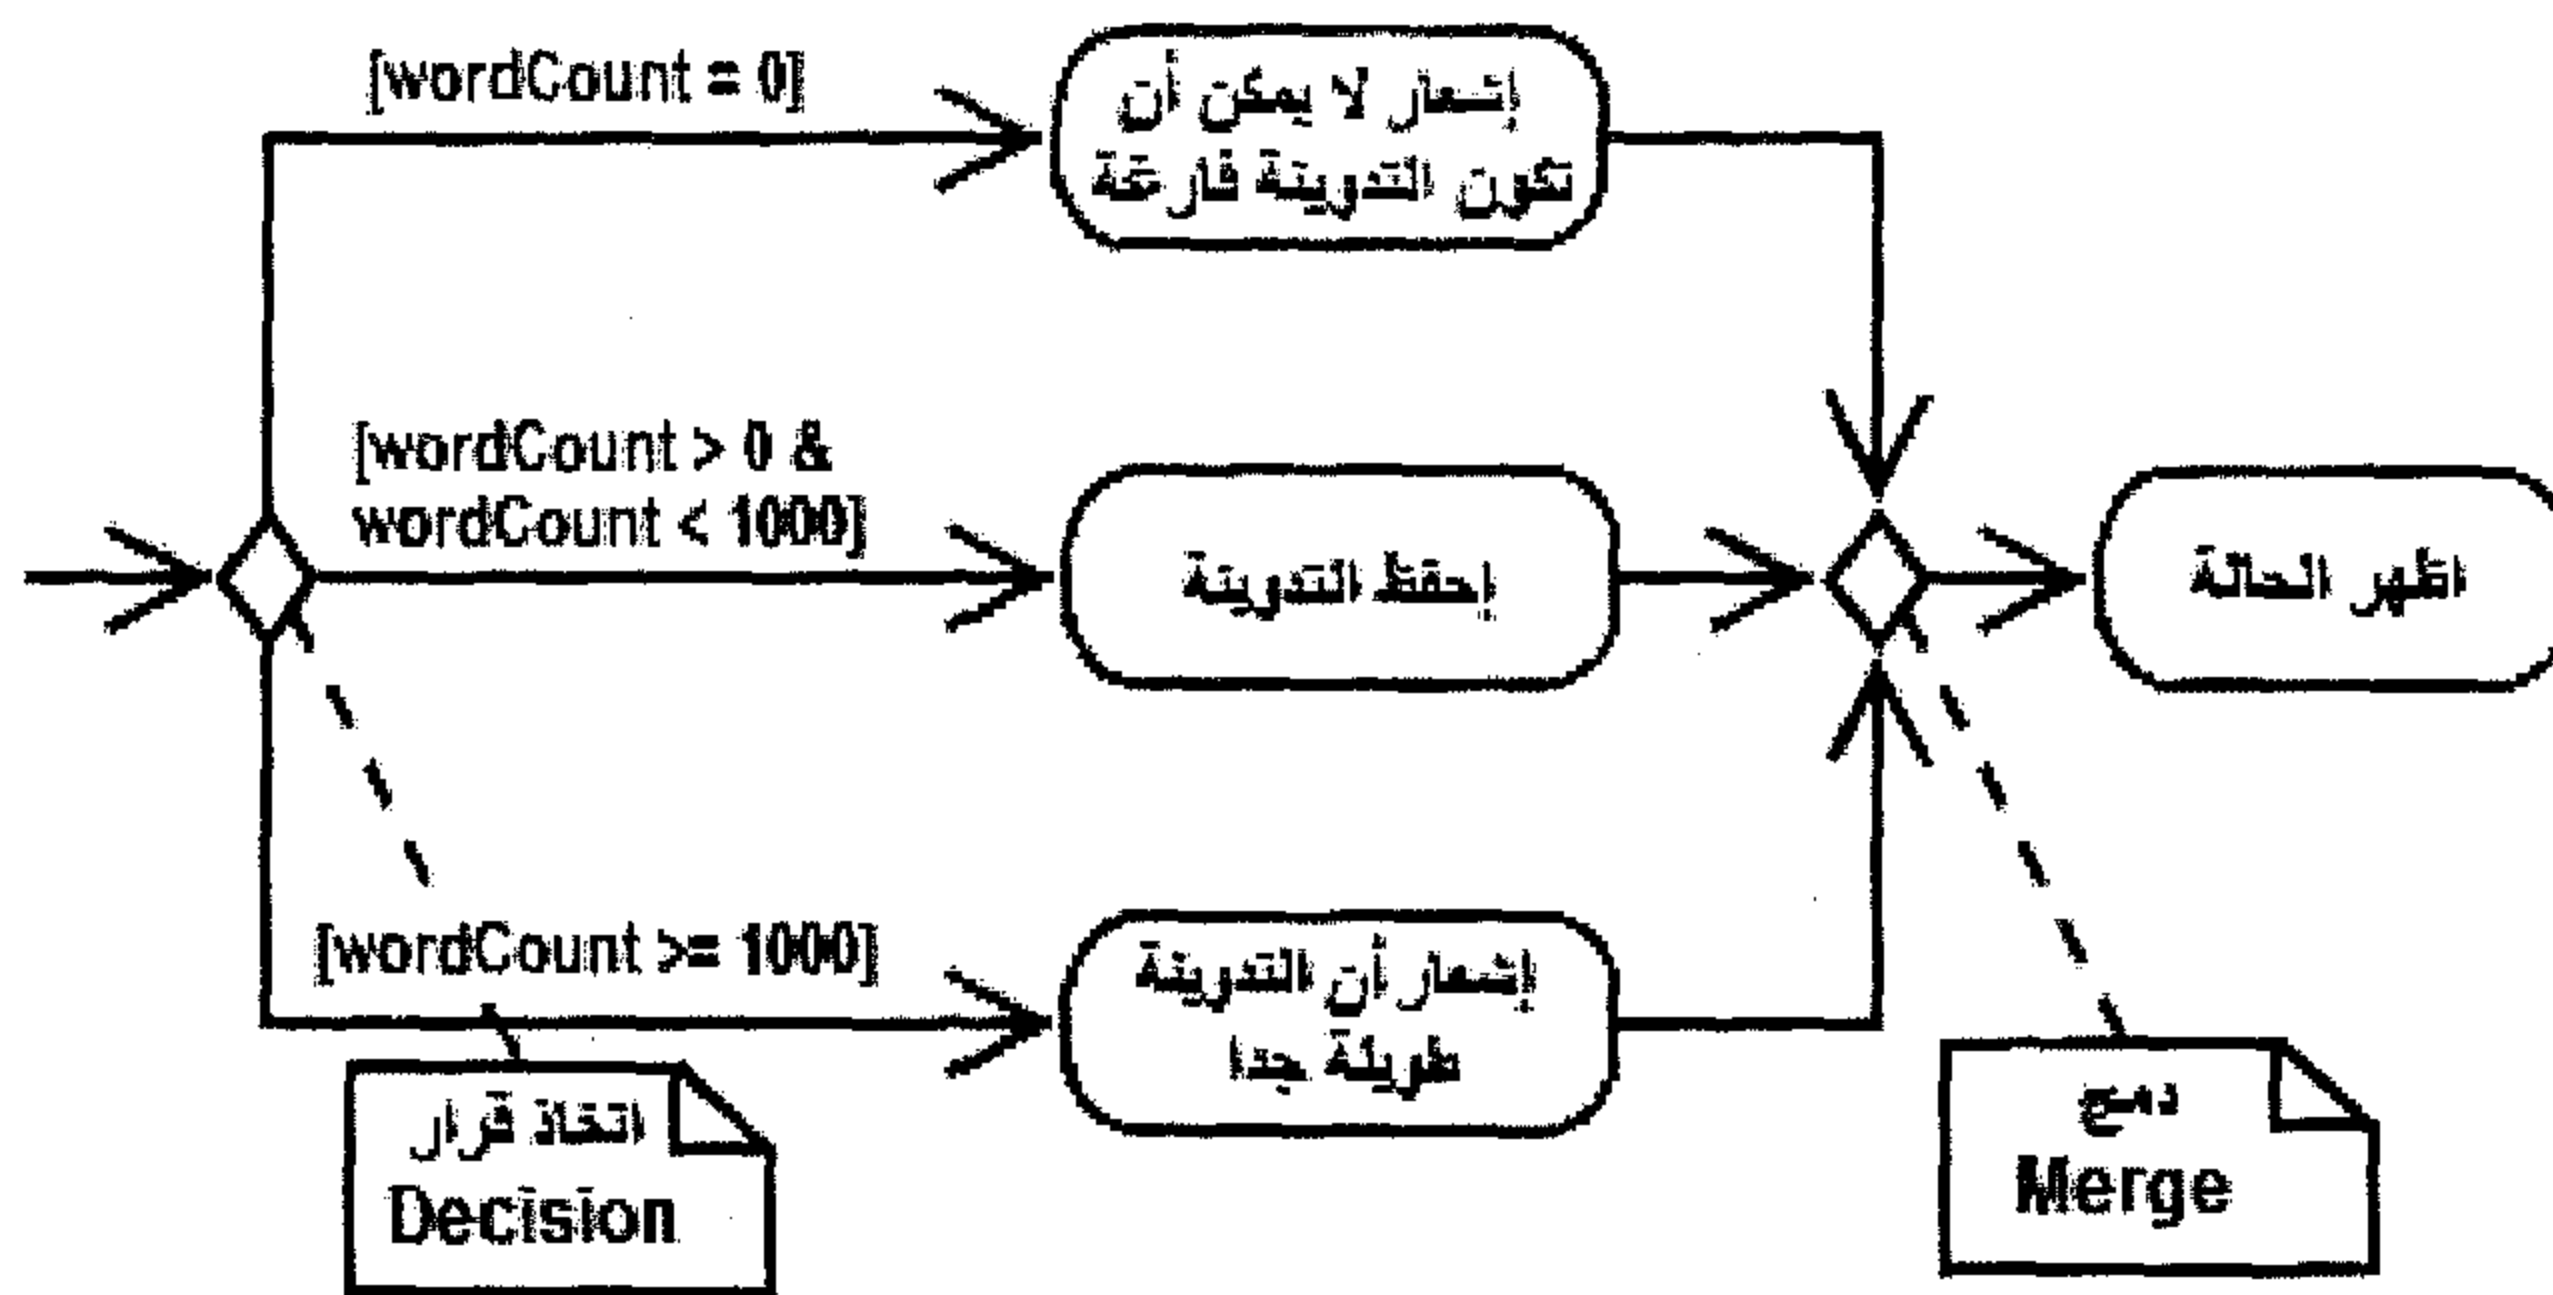 [wordCount = 0]
إشعار لا يمكن أن
تكون التدوينة فارغة
[wordCount > 0 &
wordCount < 1000]
إحفظ التدوينة
اظهر الحالة
[wordCount >= 1000]
إشعار أن التدوينة
طويلة جدا
اتخاذ قرار
Decision
دمج
Merge